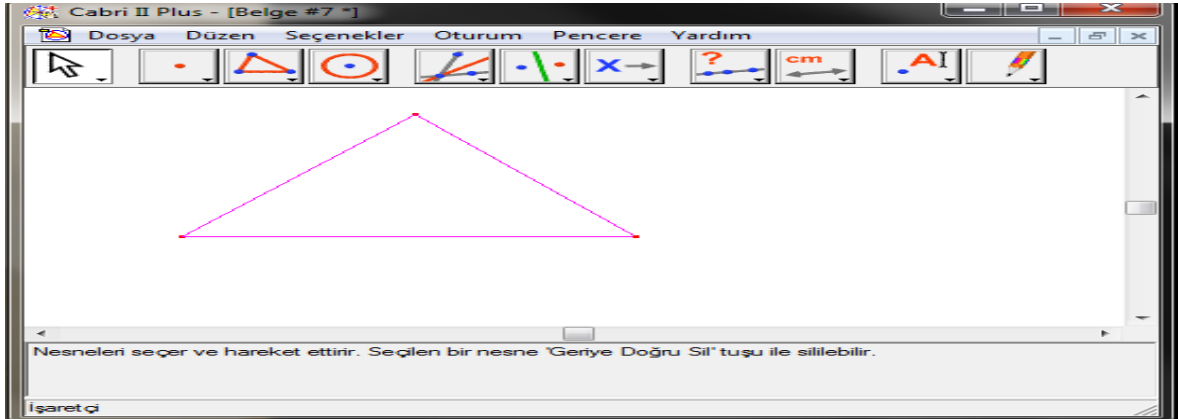 Cabri II Plus - [Belge #7 *]
Dosya Düzen Seçenekler Oturum Pencere Yardım
? cm A
Nesneleri seçer ve hareket ettirir. Seçilen bir nesne 'Geriye Doğru Sil' tuşu ile sililebilir.
İşaretçi